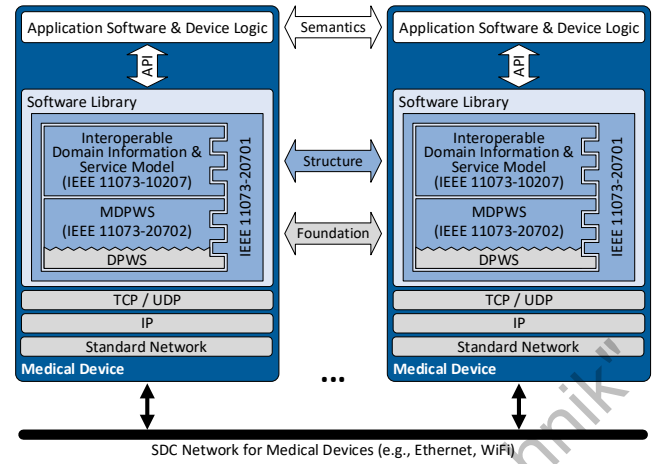 Application Software & Device Logic
API
Software Library
Interoperable
Domain Information &
Service Model
(IEEE 11073-10207)
MDPWS
(IEEE 11073-20702)
DPWS
IEEE 11073-20701
TCP / UDP
IP
Standard Network
Medical Device
Semantics
Structure
Foundation
...
Application Software & Device Logic
API
Software Library
Interoperable
Domain Information &
Service Model
(IEEE 11073-10207)
MDPWS
(IEEE 11073-20702)
DPWS
IEEE 11073-20701
TCP / UDP
IP
Standard Network
Medical Device
SDC Network for Medical Devices (e.g., Ethernet, WiFi)